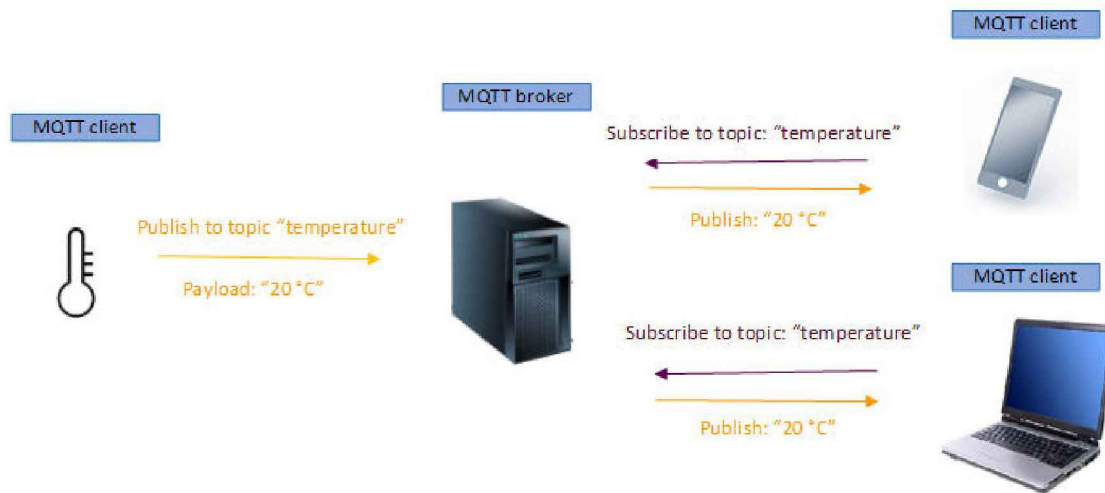 MQTT client
MQTT broker
MQTT client
Subscribe to topic: “temperature”
Publish: “20 °C”
Publish to topic “temperature”
Payload: “20 °C”
MQTT client
Subscribe to topic: “temperature”
Publish: “20 °C”